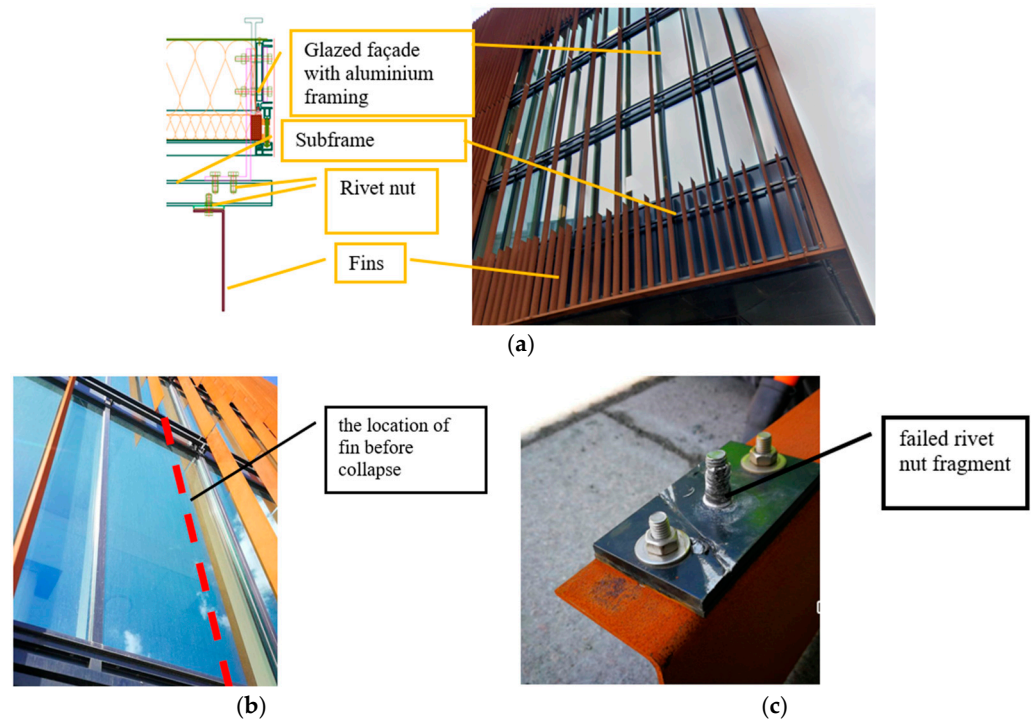 Glazed façade
with aluminium
framing
Subframe
Rivet nut
Fins
(a)
the location of
fin before
collapse
failed rivet
nut fragment
(b)
(c)